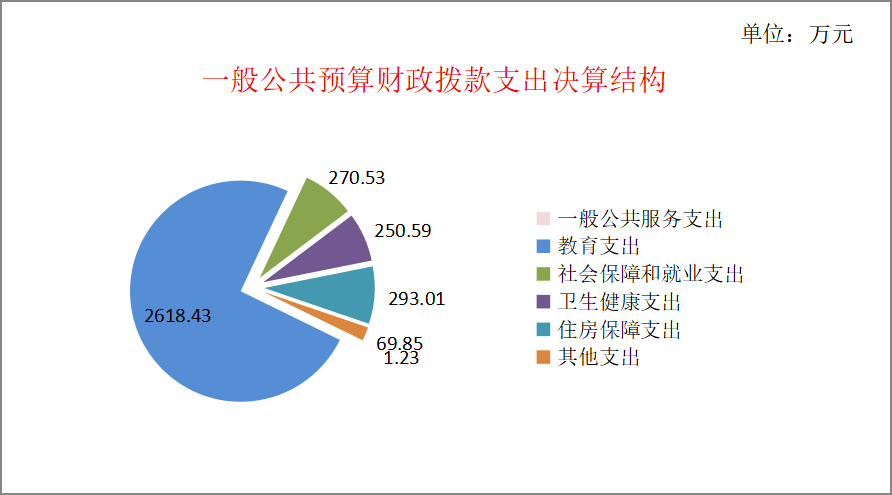 单位：万元
一般公共预算财政拨款支出决算结构
270.53
250.59
293.01
2618.43
69.85
1.23
一般公共服务支出
教育支出
社会保障和就业支出
卫生健康支出
住房保障支出
其他支出